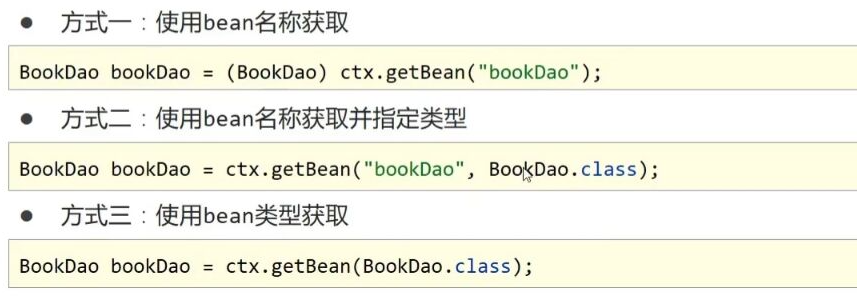 ● 方式一：使用bean名称获取
BookDao bookDao = (BookDao) ctx.getBean("bookDao");
● 方式二：使用bean名称获取并指定类型
BookDao bookDao = ctx.getBean("bookDao", BookDao.class);
● 方式三：使用bean类型获取
BookDao bookDao = ctx.getBean(BookDao.class);